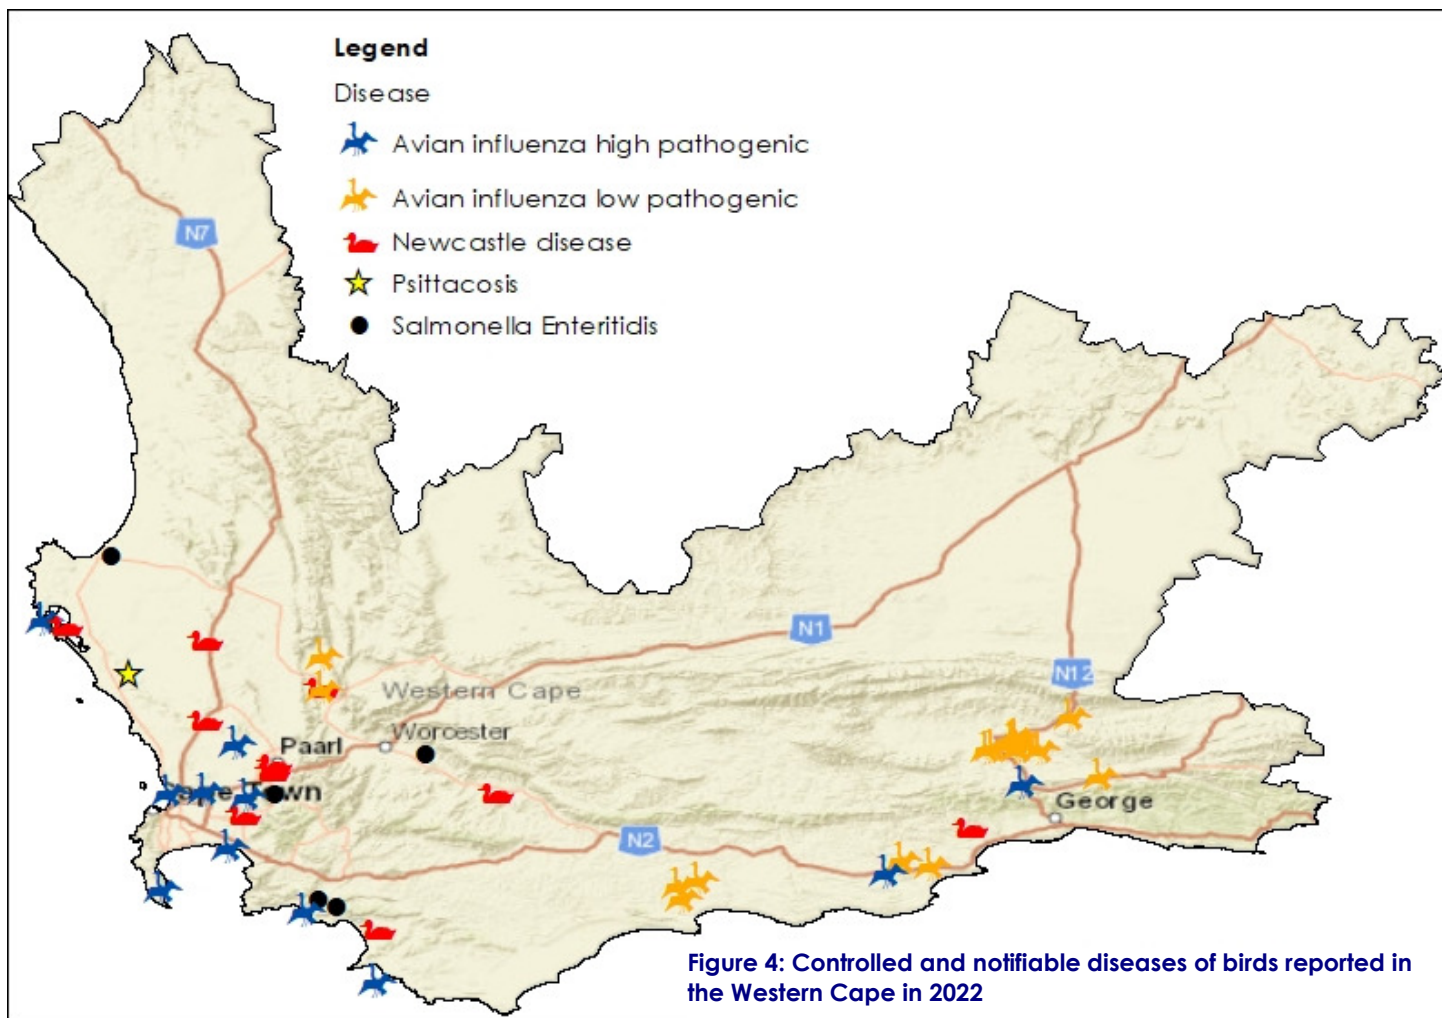 Legend
Disease
Avian influenza high pathogenic
Avian influenza low pathogenic
Newcastle disease
Psittacosis
Salmonella Enteritidis
N7
N1
N12
Western Cape
Worcester
Paarl
Cape Town
George
N2
Figure 4: Controlled and notifiable diseases of birds reported in
the Western Cape in 2022